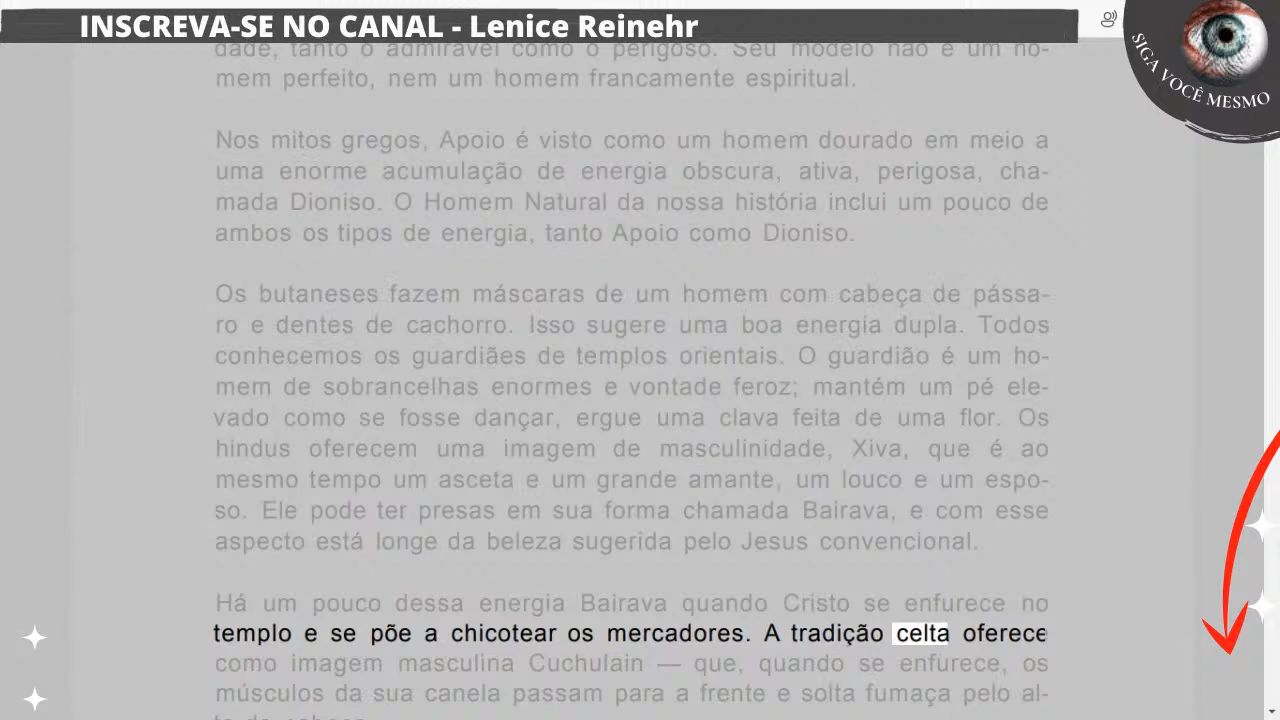 INSCREVA-SE NO CANAL - Lenice Reinehr
SIGA VOCÊ MESMO
dade, tanto o admirável como o perigoso. Seu modelo não é um ho-
mem perfeito, nem um homem francamente espiritual.
Nos mitos gregos, Apoio é visto como um homem dourado em meio a
uma enorme acumulação de energia obscura, ativa, perigosa, cha-
mada Dioniso. O Homem Natural da nossa história inclui um pouco de
ambos os tipos de energia, tanto Apoio como Dioniso.
Os butaneses fazem máscaras de um homem com cabeça de pássa-
ro e dentes de cachorro. Isso sugere uma boa energia dupla. Todos
conhecemos os guardiães de templos orientais. O guardião é um ho-
mem de sobrancelhas enormes e vontade feroz; mantém um pé ele-
vado como se fosse dançar, ergue uma clava feita de uma flor. Os
hindus oferecem uma imagem de masculinidade, Xiva, que é ao
mesmo tempo um asceta e um grande amante, um louco e um espo-
so. Ele pode ter presas em sua forma chamada Bairava, e com esse
aspecto está longe da beleza sugerida pelo Jesus convencional.
Há um pouco dessa energia Bairava quando Cristo se enfurece no
templo e se põe a chicotear os mercadores. A tradição celta oferece
como imagem masculina Cuchulain — que, quando se enfurece, os
músculos da sua canela passam para a frente e solta fumaça pelo al-